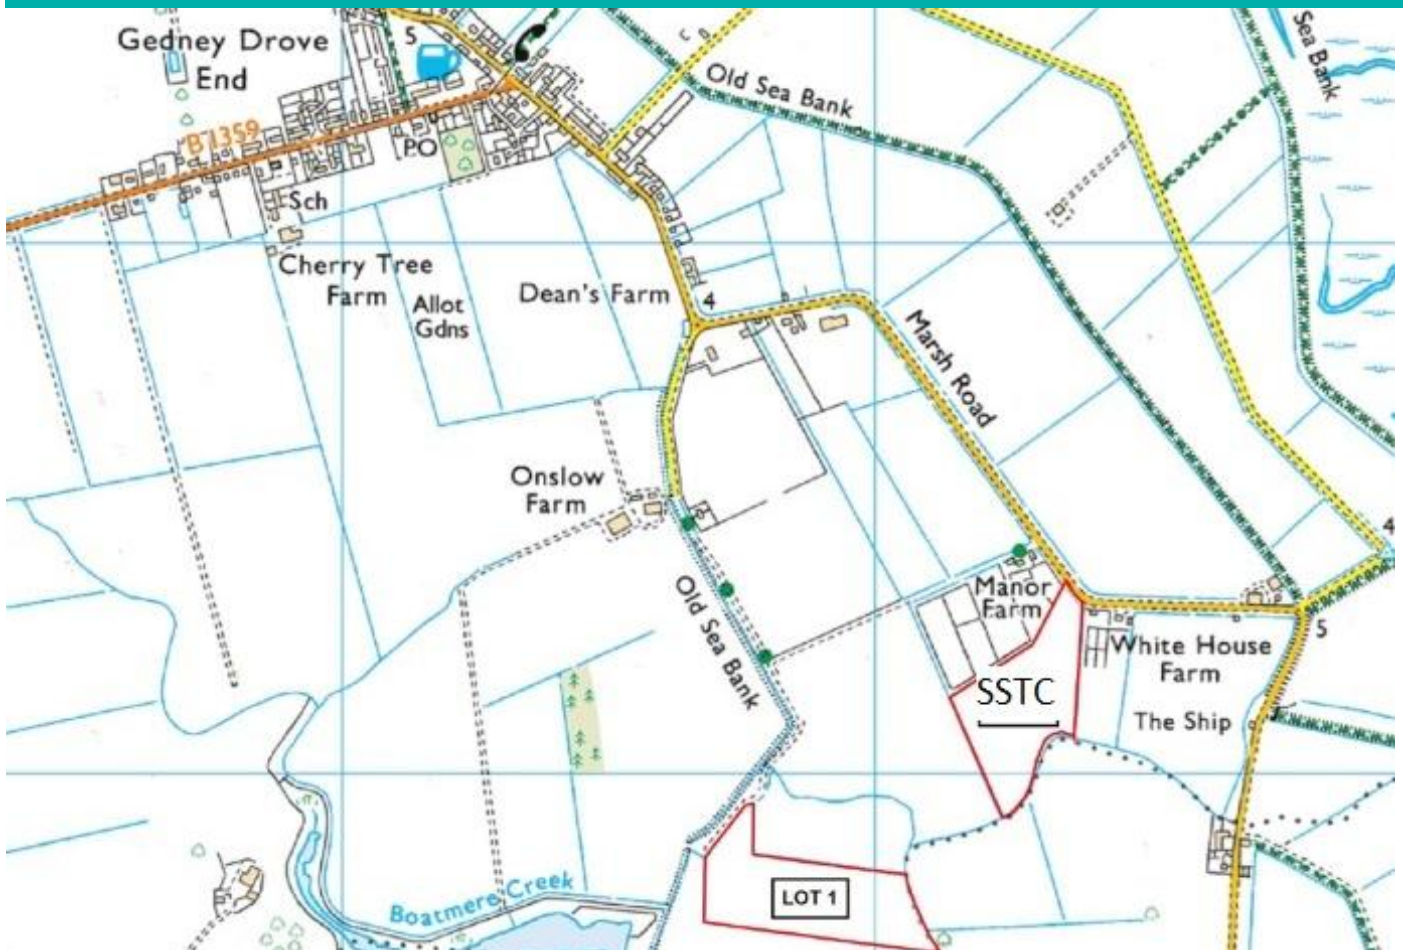 Gedney Drove
End
5
Old Sea Bank
Sea Bank
B 1359
PO
Sch
Cherry Tree
Farm
Allot
Gdns
Dean's Farm
4
Marsh Road
Onslow
Farm
4
Manor
Farm
Old Sea Bank
5
White House
Farm
SSTC
The Ship
Boatmere Creek
LOT 1